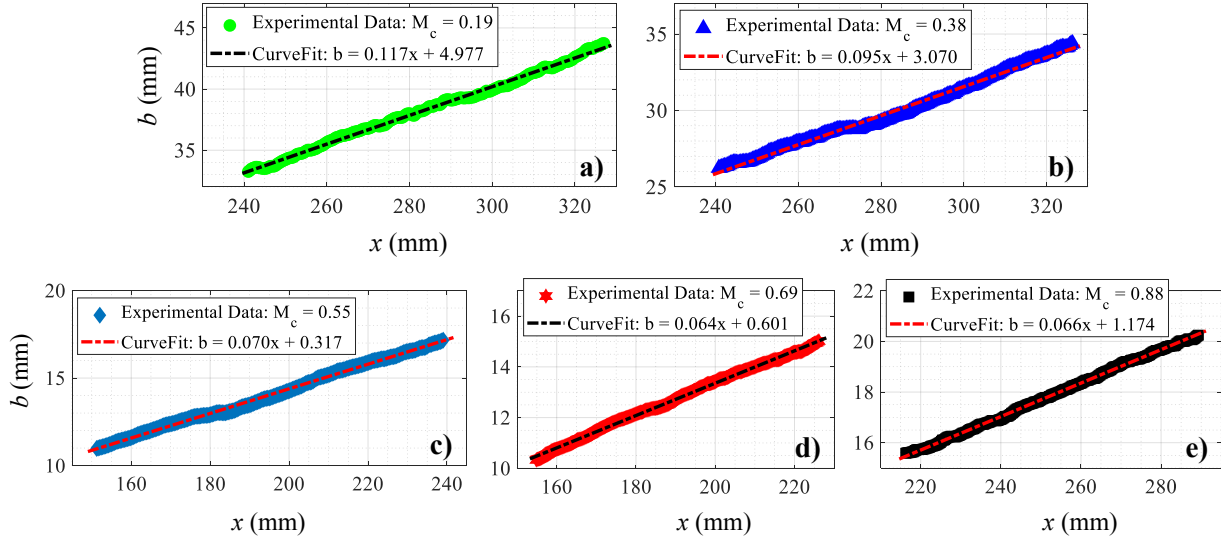 Experimental Data: M_c = 0.19
CurveFit: b = 0.117x + 4.977
b (mm)
43
39
35
240
260
280
300
320
x (mm)
a)
Experimental Data: M_c = 0.38
CurveFit: b = 0.095x + 3.070
35
30
25
240
260
280
300
320
x (mm)
b)
Experimental Data: M_c = 0.55
CurveFit: b = 0.070x + 0.317
b (mm)
20
15
10
160
180
200
220
240
x (mm)
c)
Experimental Data: M_c = 0.69
CurveFit: b = 0.064x + 0.601
16
14
12
10
160
180
200
220
x (mm)
d)
Experimental Data: M_c = 0.88
CurveFit: b = 0.066x + 1.174
22
20
18
16
220
240
260
280
x (mm)
e)